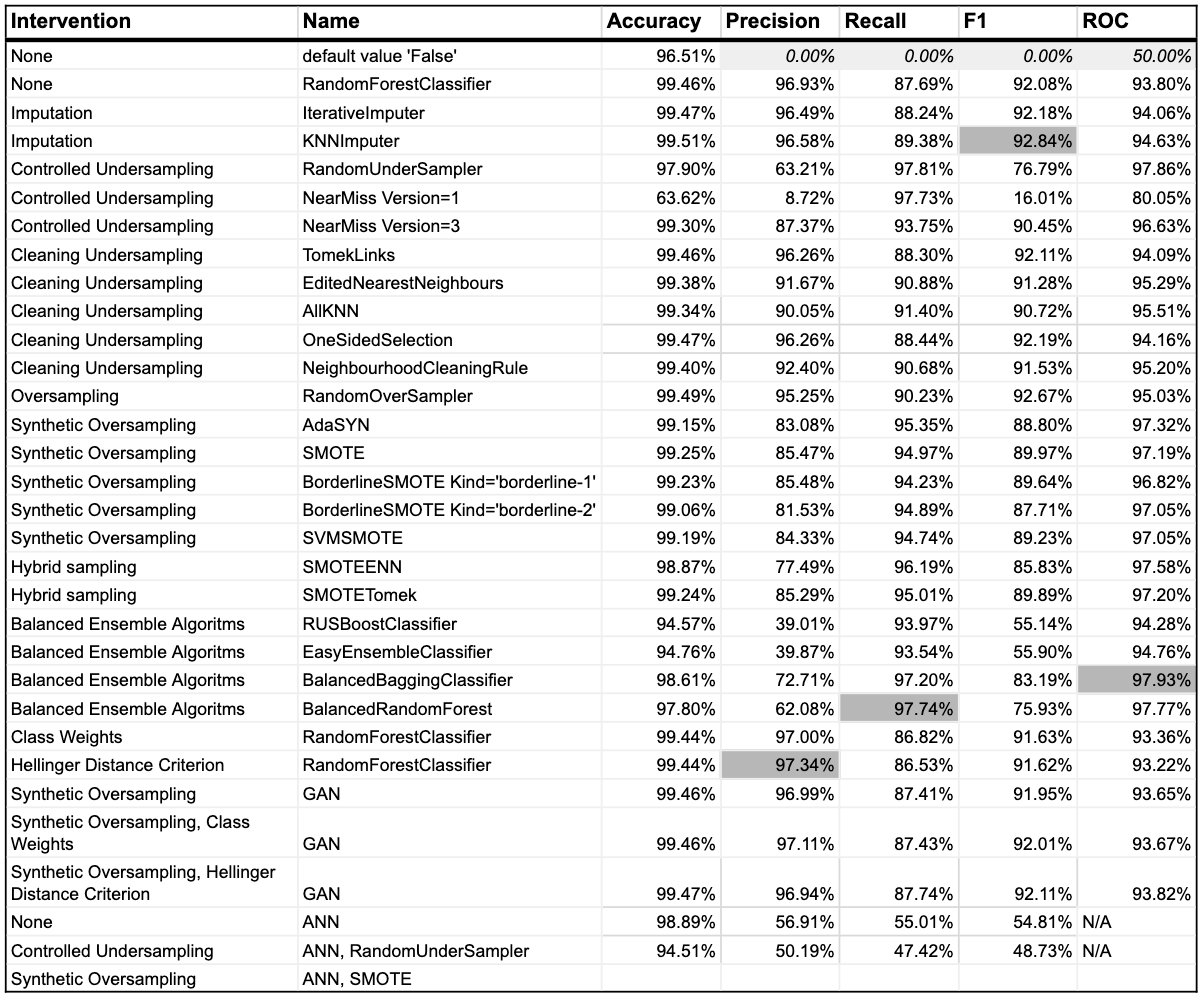 Intervention Name Accuracy Precision Recall F1 ROC
None default value 'False' 96.51% 0.00% 0.00% 0.00% 50.00%
None RandomForestClassifier 99.46% 96.93% 87.69% 92.08% 93.80%
Imputation IterativeImputer 99.47% 96.49% 88.24% 92.18% 94.06%
Imputation KNNImputer 99.51% 96.58% 89.38% 92.84% 94.63%
Controlled Undersampling RandomUnderSampler 97.90% 63.21% 97.81% 76.79% 97.86%
Controlled Undersampling NearMiss Version=1 63.62% 8.72% 97.73% 16.01% 80.05%
Controlled Undersampling NearMiss Version=3 99.30% 87.37% 93.75% 90.45% 96.63%
Cleaning Undersampling TomekLinks 99.46% 96.26% 88.30% 92.11% 94.09%
Cleaning Undersampling EditedNearestNeighbours 99.38% 91.67% 90.88% 91.28% 95.29%
Cleaning Undersampling AllKNN 99.34% 90.05% 91.40% 90.72% 95.51%
Cleaning Undersampling OneSidedSelection 99.47% 96.26% 88.44% 92.19% 94.16%
Cleaning Undersampling NeighbourhoodCleaningRule 99.40% 92.40% 90.68% 91.53% 95.20%
Oversampling RandomOverSampler 99.49% 95.25% 90.23% 92.67% 95.03%
Synthetic Oversampling AdaSYN 99.15% 83.08% 95.35% 88.80% 97.32%
Synthetic Oversampling SMOTE 99.25% 85.47% 94.97% 89.97% 97.19%
Synthetic Oversampling BorderlineSMOTE Kind='borderline-1' 99.23% 85.48% 94.23% 89.64% 96.82%
Synthetic Oversampling BorderlineSMOTE Kind='borderline-2' 99.06% 81.53% 94.89% 87.71% 97.05%
Synthetic Oversampling SVMSMOTE 99.19% 84.33% 94.74% 89.23% 97.05%
Hybrid sampling SMOTEENN 98.87% 77.49% 96.19% 85.83% 97.58%
Hybrid sampling SMOTETomek 99.24% 85.29% 95.01% 89.89% 97.20%
Balanced Ensemble Algoritms RUSBoostClassifier 94.57% 39.01% 93.97% 55.14% 94.28%
Balanced Ensemble Algoritms EasyEnsembleClassifier 94.76% 39.87% 93.54% 55.90% 94.76%
Balanced Ensemble Algoritms BalancedBaggingClassifier 98.61% 72.71% 97.20% 83.19% 97.93%
Balanced Ensemble Algoritms BalancedRandomForest 97.80% 62.08% 97.74% 75.93% 97.77%
Class Weights RandomForestClassifier 99.44% 97.00% 86.82% 91.63% 93.36%
Hellinger Distance Criterion RandomForestClassifier 99.44% 97.34% 86.53% 91.62% 93.22%
Synthetic Oversampling GAN 99.46% 96.99% 87.41% 91.95% 93.65%
Synthetic Oversampling, Class
Weights GAN 99.46% 97.11% 87.43% 92.01% 93.67%
Synthetic Oversampling, Hellinger
Distance Criterion GAN 99.47% 96.94% 87.74% 92.11% 93.82%
None ANN 98.89% 56.91% 55.01% 54.81% N/A
Controlled Undersampling ANN, RandomUnderSampler 94.51% 50.19% 47.42% 48.73% N/A
Synthetic Oversampling ANN, SMOTE